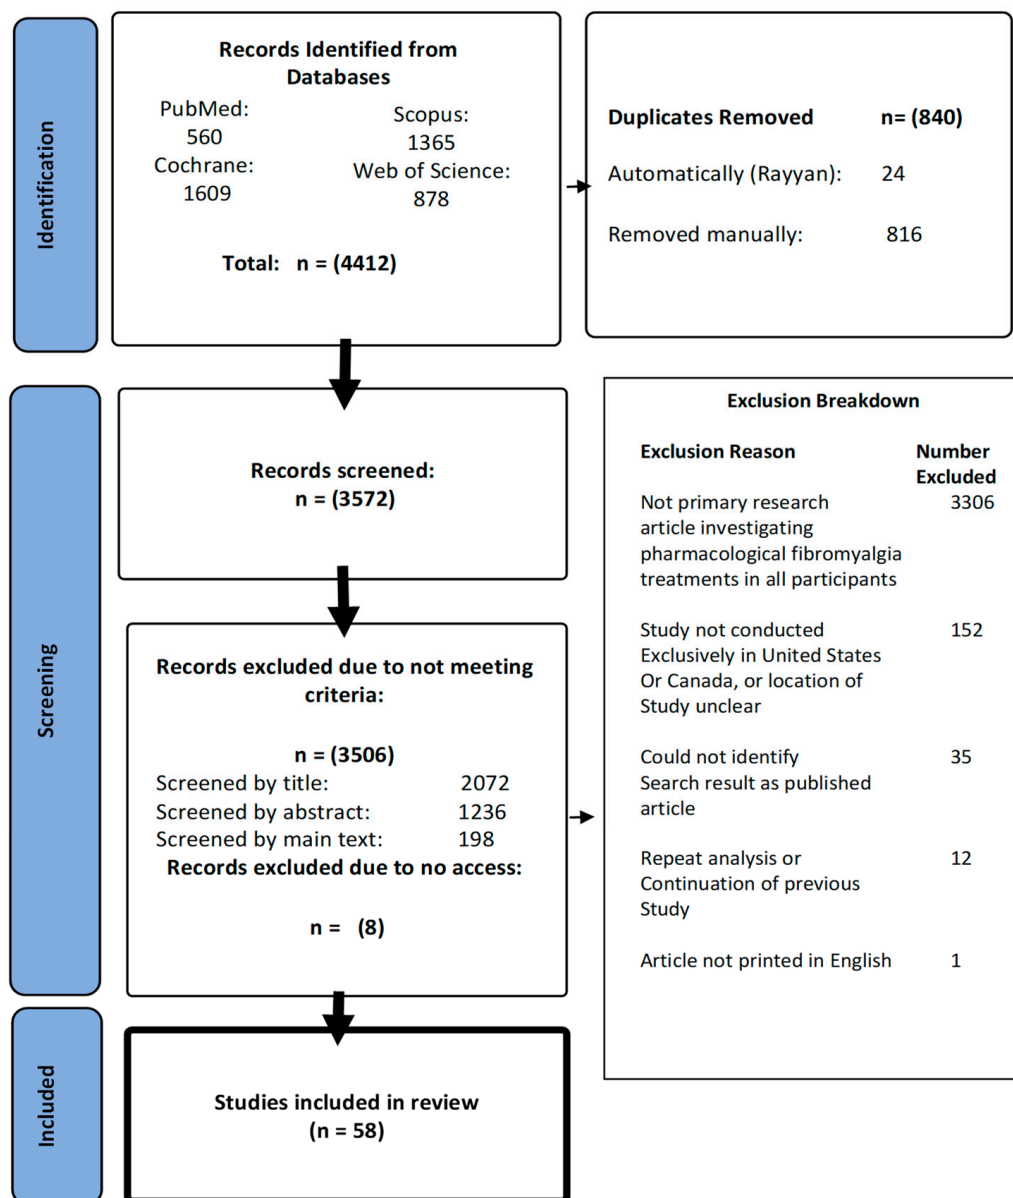 Identification
Records Identified from
Databases
PubMed:
560
Cochrane:
1609
Scopus:
1365
Web of Science:
878
Total: n = (4412)
Duplicates Removed n= (840)
Automatically (Rayyan): 24
Removed manually: 816
Screening
Records screened:
n = (3572)
Records excluded due to not meeting
criteria:
n = (3506)
Screened by title: 2072
Screened by abstract: 1236
Screened by main text: 198
Records excluded due to no access:
n = (8)
Exclusion Breakdown
Exclusion Reason Number
Excluded
Not primary research 3306
article investigating
pharmacological fibromyalgia
treatments in all participants
Study not conducted 152
Exclusively in United States
Or Canada, or location of
Study unclear
Could not identify 35
Search result as published
article
Repeat analysis or 12
Continuation of previous
Study
Article not printed in English 1
Included
Studies included in review
(n = 58)